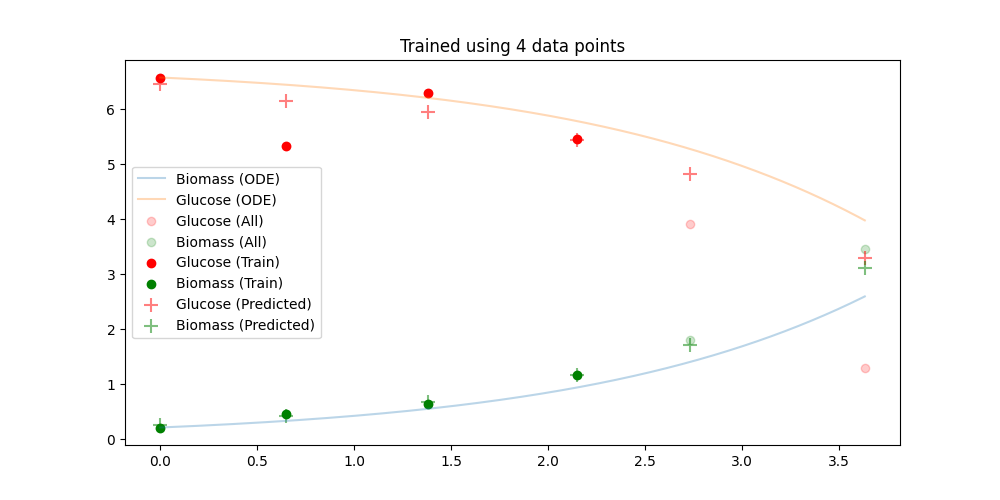 Trained using 4 data points
6
5
4
3
2
1
0
Biomass (ODE)
Glucose (ODE)
Glucose (All)
Biomass (All)
Glucose (Train)
Biomass (Train)
Glucose (Predicted)
Biomass (Predicted)
0.0 0.5 1.0 1.5 2.0 2.5 3.0 3.5